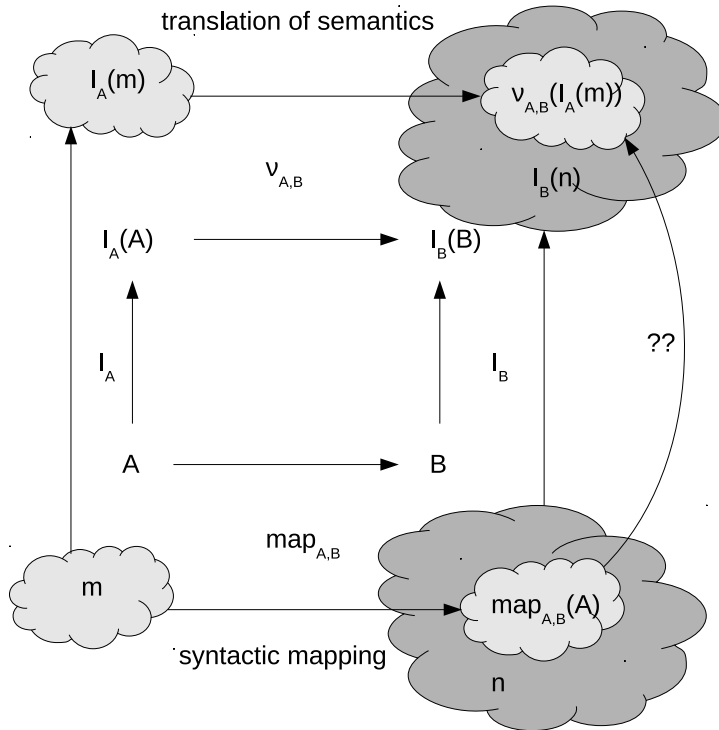 translation of semantics
I_A(m)
ν_A,B(I_A(m))
ν_A,B
I_B(n)
I_A(A)
I_B(B)
??
I_A
I_B
A
B
map_A,B
m
map_A,B(A)
syntactic mapping
n